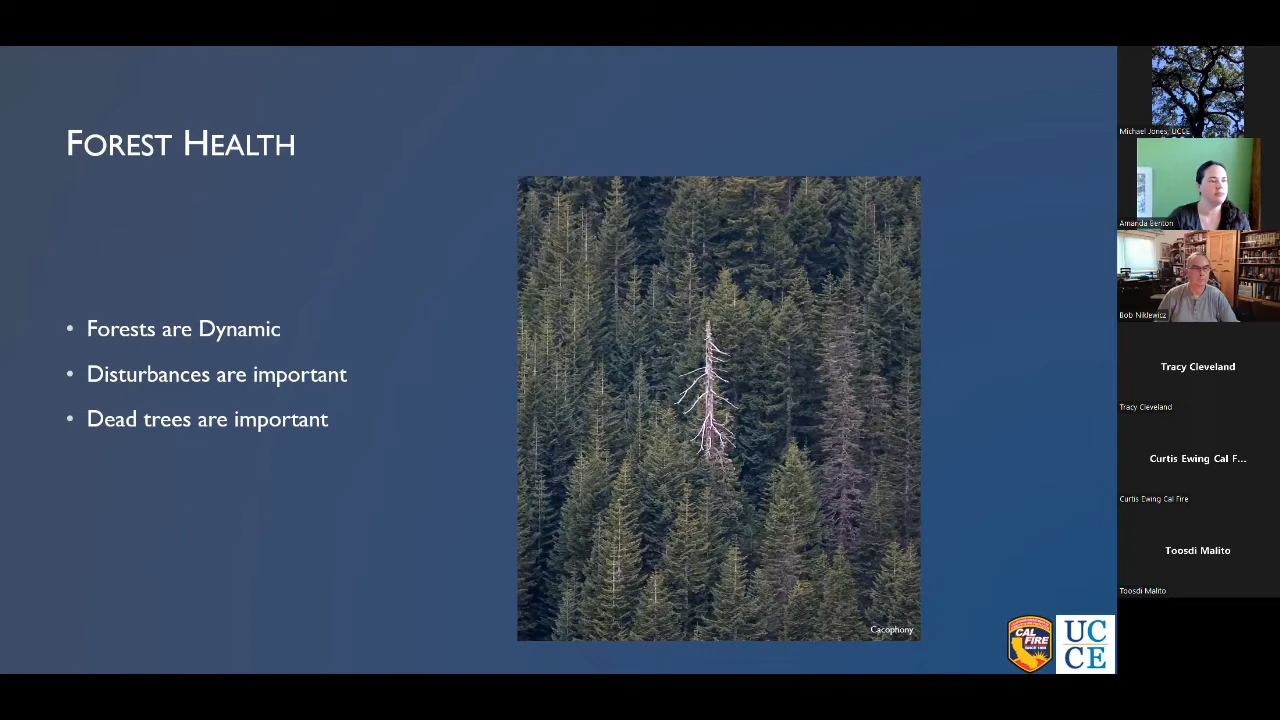 FOREST HEALTH
• Forests are Dynamic
• Disturbances are important
• Dead trees are important
Cacophony
CAL
FIRE
SINCE 1885
UC
CE
Michael Jones, UCCE
Amanda Benton
Bob Niklewicz
Tracy Cleveland
Tracy Cleveland
Curtis Ewing Cal F...
Curtis Ewing Cal Fire
Toosdi Malito
Toosdi Malito